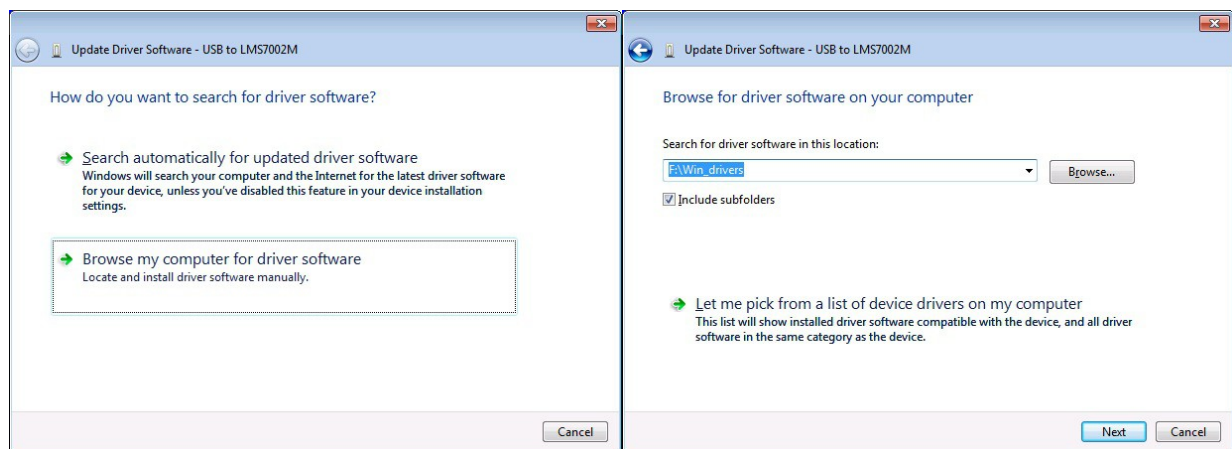 Update Driver Software - USB to LMS7002M
How do you want to search for driver software?
Search automatically for updated driver software
Windows will search your computer and the Internet for the latest driver software
for your device, unless you've disabled this feature in your device installation
settings.
Browse my computer for driver software
Locate and install driver software manually.
Cancel
Update Driver Software - USB to LMS7002M
Browse for driver software on your computer
Search for driver software in this location:
F:\Win_drivers
Browse...
Include subfolders
Let me pick from a list of device drivers on my computer
This list will show installed driver software compatible with the device, and all driver
software in the same category as the device.
Next
Cancel